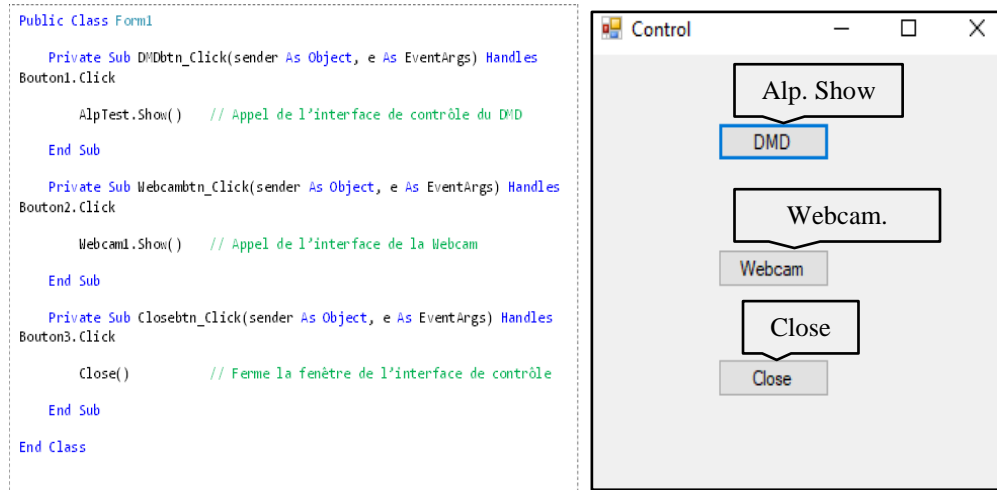 Public Class Form1
Private Sub DMDbtn_Click(sender As Object, e As EventArgs) Handles
Bouton1.Click
AlpTest.Show() // Appel de l’interface de contrôle du DMD
End Sub
Private Sub Webcambtn_Click(sender As Object, e As EventArgs) Handles
Bouton2.Click
Webcam1.Show() // Appel de l’interface de la Webcam
End Sub
Private Sub Closebtn_Click(sender As Object, e As EventArgs) Handles
Bouton3.Click
Close() // Ferme la fenêtre de l’interface de contrôle
End Sub
End Class
Control
Alp. Show
DMD
Webcam.
Webcam
Close
Close